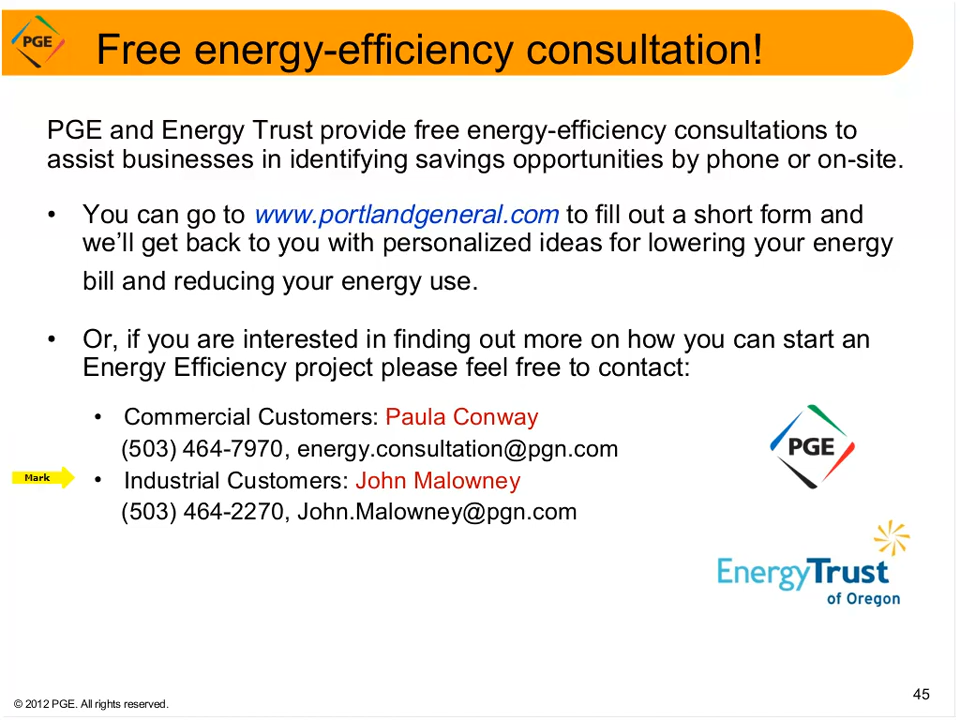 PGE
Free energy-efficiency consultation!
PGE and Energy Trust provide free energy-efficiency consultations to
assist businesses in identifying savings opportunities by phone or on-site.
• You can go to www.portlandgeneral.com to fill out a short form and
we'll get back to you with personalized ideas for lowering your energy
bill and reducing your energy use.
• Or, if you are interested in finding out more on how you can start an
Energy Efficiency project please feel free to contact:
• Commercial Customers: Paula Conway
(503) 464-7970, energy.consultation@pgn.com
Mark
• Industrial Customers: John Malowney
(503) 464-2270, John.Malowney@pgn.com
PGE
EnergyTrust
of Oregon
© 2012 PGE. All rights reserved.
45